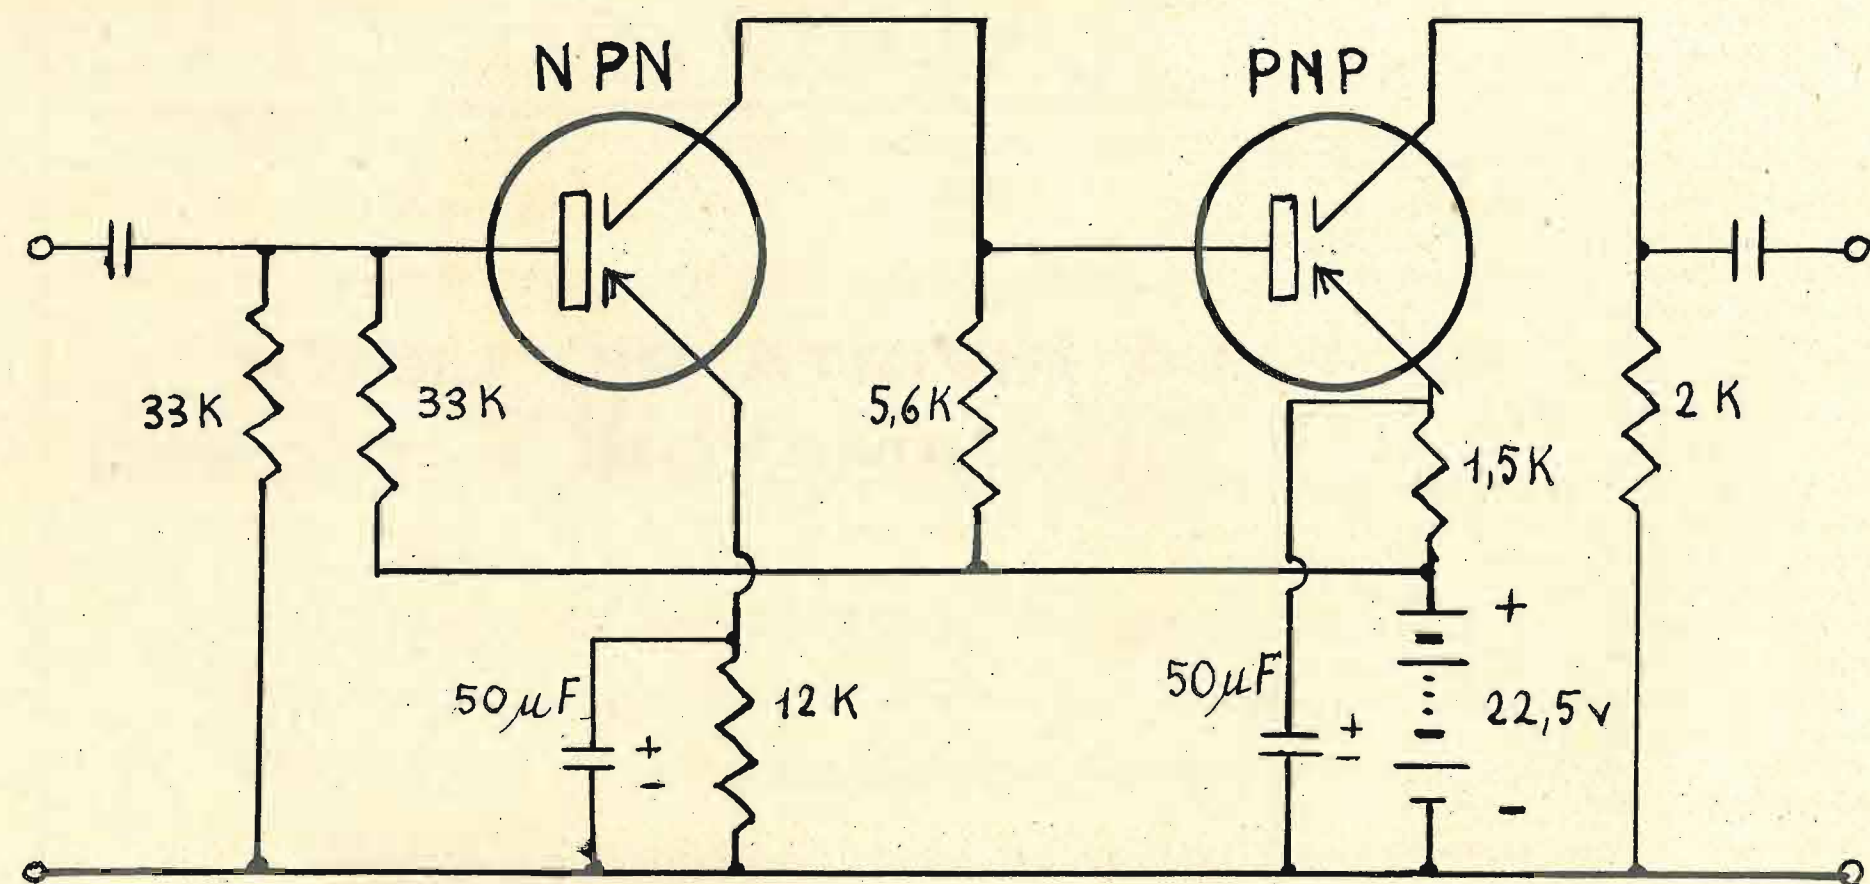 NPN
PNP
33K
33K
5,6K
1,5K
2K
50µF
12K
+
-
50µF
+
-
+
22,5v
-